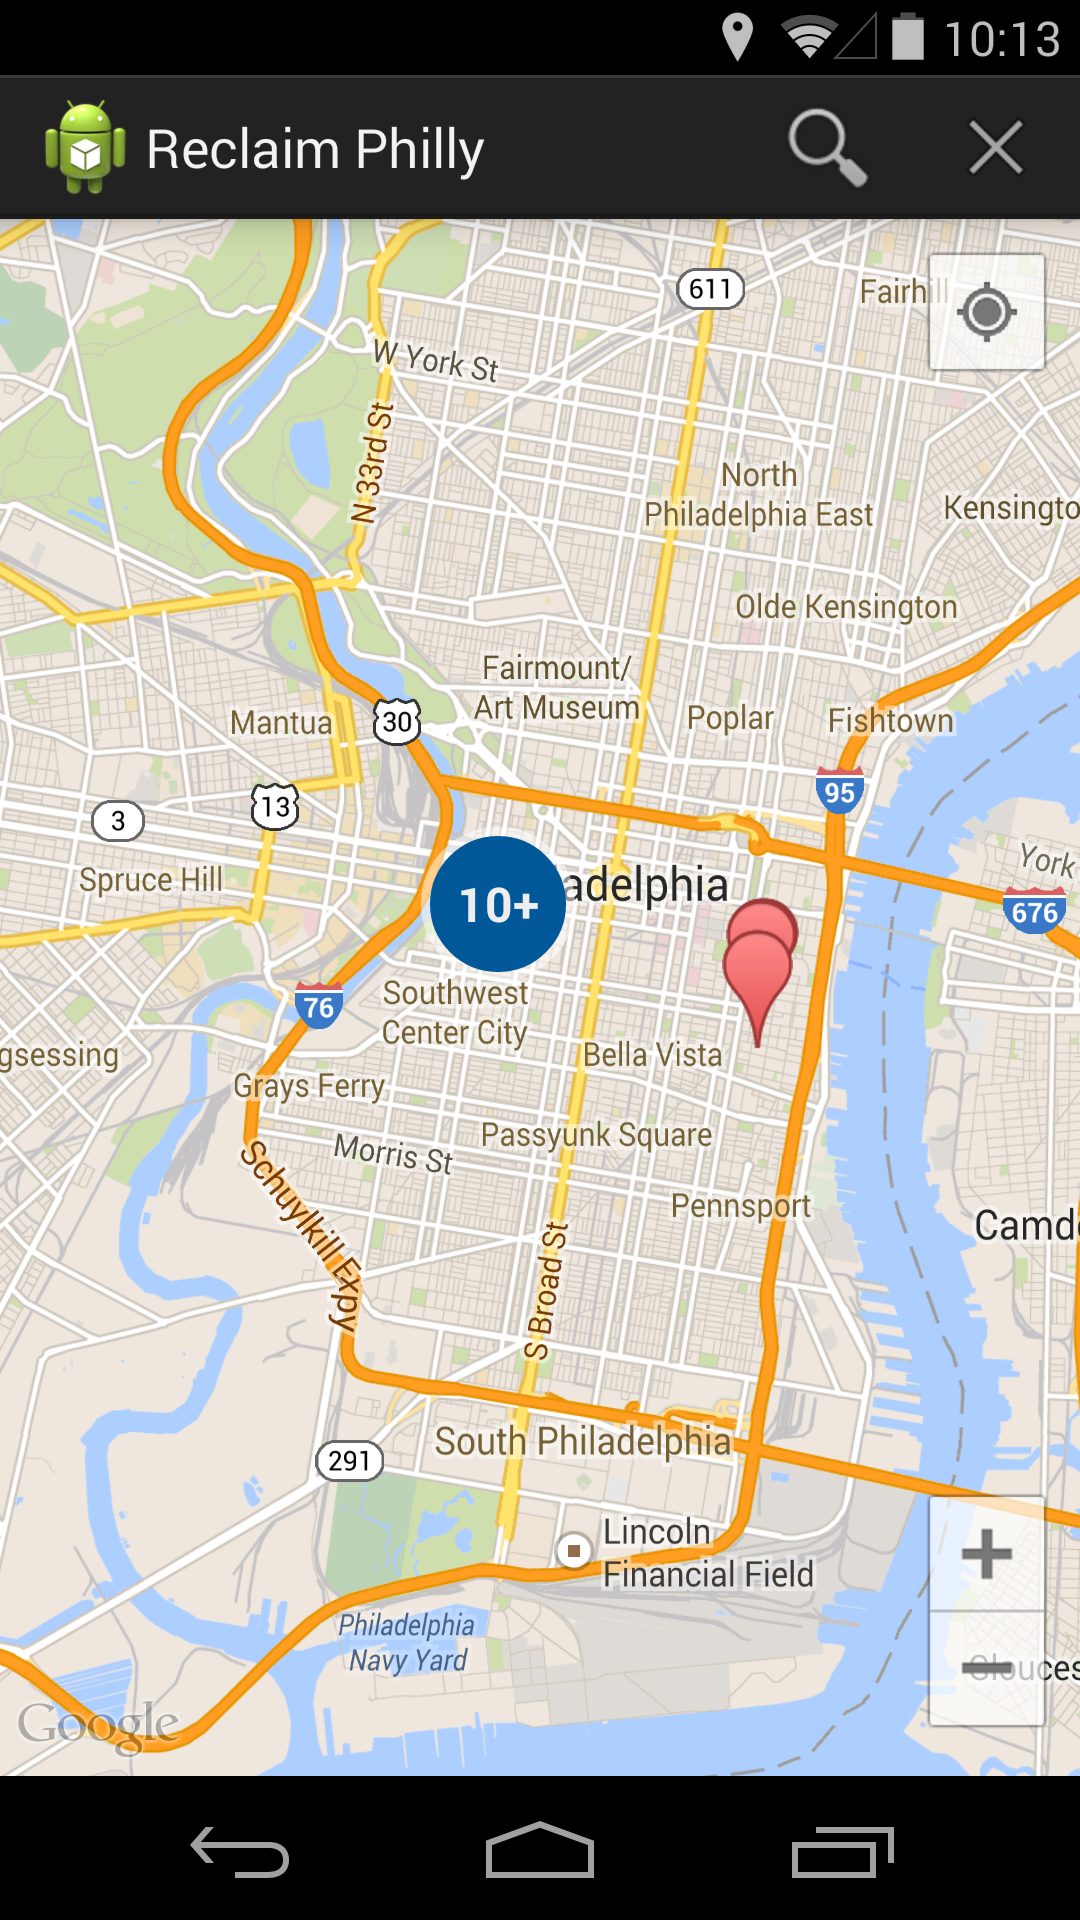 10:13
Reclaim Philly
611
Fairhill
W York St
N 33rd St
North
Philadelphia East
Kensingto
Olde Kensington
Fairmount/
Art Museum
Mantua
30
Poplar
Fishtown
95
13
3
York
Spruce Hill
adelphia
10+
676
76
Southwest
Center City
gsessing
Bella Vista
Grays Ferry
Passyunk Square
Morris St
Schuylkill Expy
Pennsport
Camd
S Broad St
South Philadelphia
291
Lincoln
Financial Field
Philadelphia
Navy Yard
Glouces
Google